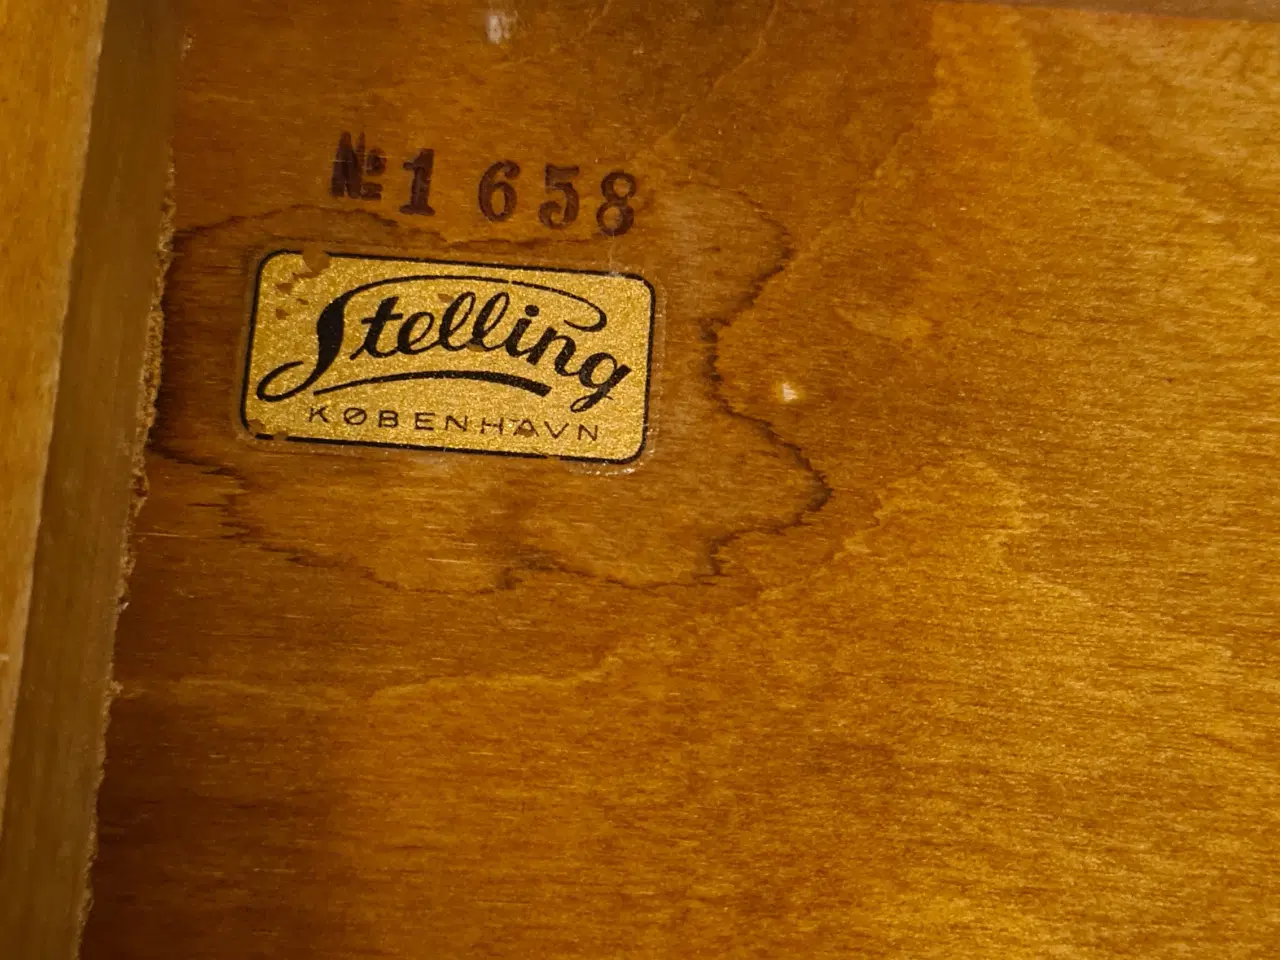 № 1 658
Stelling
KØBENHAVN